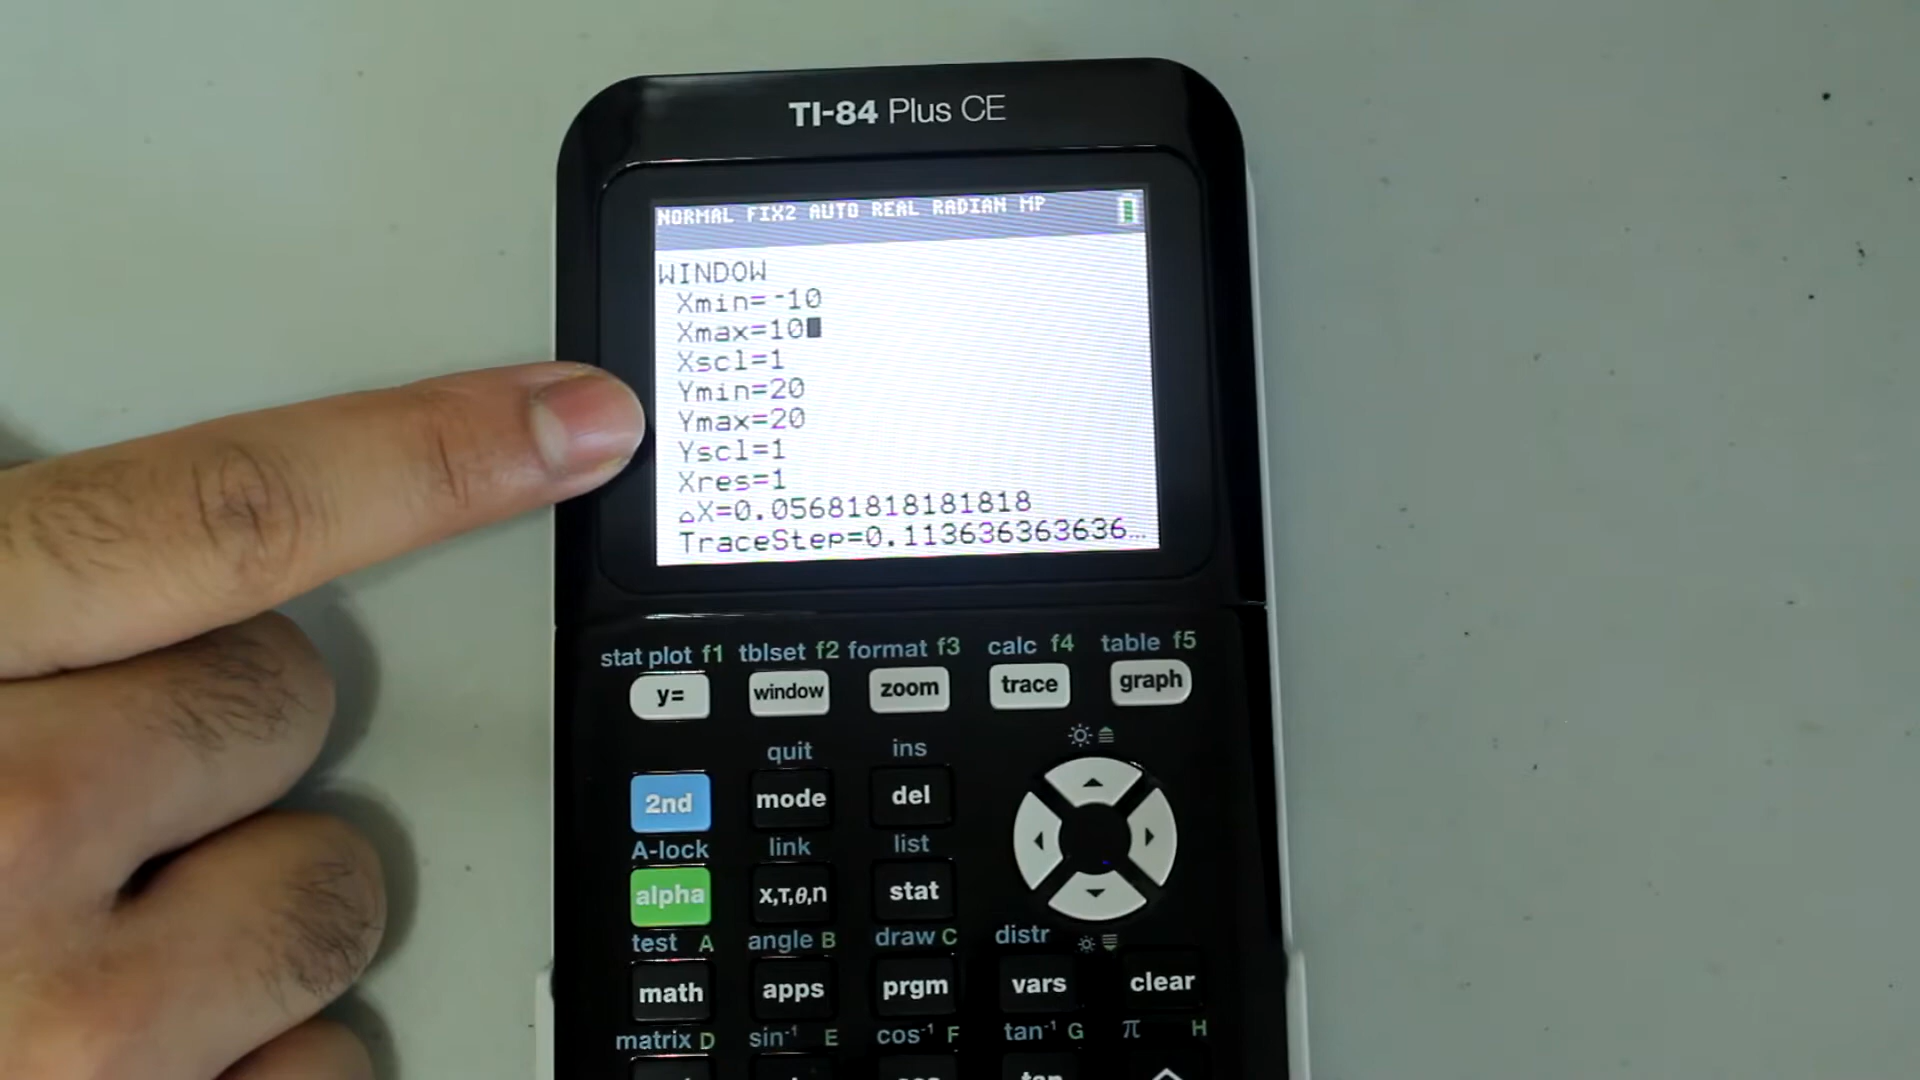 TI-84 Plus CE
NORMAL FIX2 AUTO REAL RADIAN MP
WINDOW
Xmin=-10
Xmax=10
Xscl=1
Ymin=20
Ymax=20
Yscl=1
Xres=1
△X=0.05681818181818
TraceStep=0.113636363636...
stat plot f1 tblset f2 format f3 calc f4 table f5
y= window zoom trace graph
quit ins
2nd mode del
A-lock link list
alpha X,T,θ,n stat
test A angle B draw C distr
math apps prgm vars clear
matrix D sin-1 E cos-1 F tan-1 G π H